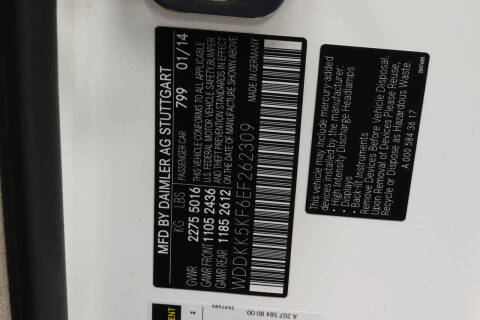 MFD BY DAIMLER AG STUTTGART
PASSENGER CAR 799 01/14
KG LBS
GVWR 2275 5016
GAWR FRONT 1105 2436
GAWR REAR 1185 2612
THIS VEHICLE CONFORMS TO ALL APPLICABLE
U.S. FEDERAL MOTOR VEHICLE SAFETY, BUMPER
AND THEFT PREVENTION STANDARDS IN EFFECT
ON THE DATE OF MANUFACTURE SHOWN ABOVE
WDDKK5KF6EF262309
MADE IN GERMANY
This vehicle may include mercury-added
devices installed by the manufacturer:
• High Intensity Discharge Headlamps
• Displays
• Back-lit Instruments
Remove Devices Before Vehicle Disposal.
Upon Removal of Devices Please Reuse,
Recycle or Dispose as Hazardous Waste.
A 000 584 36 17
A 207 584 80 00
2